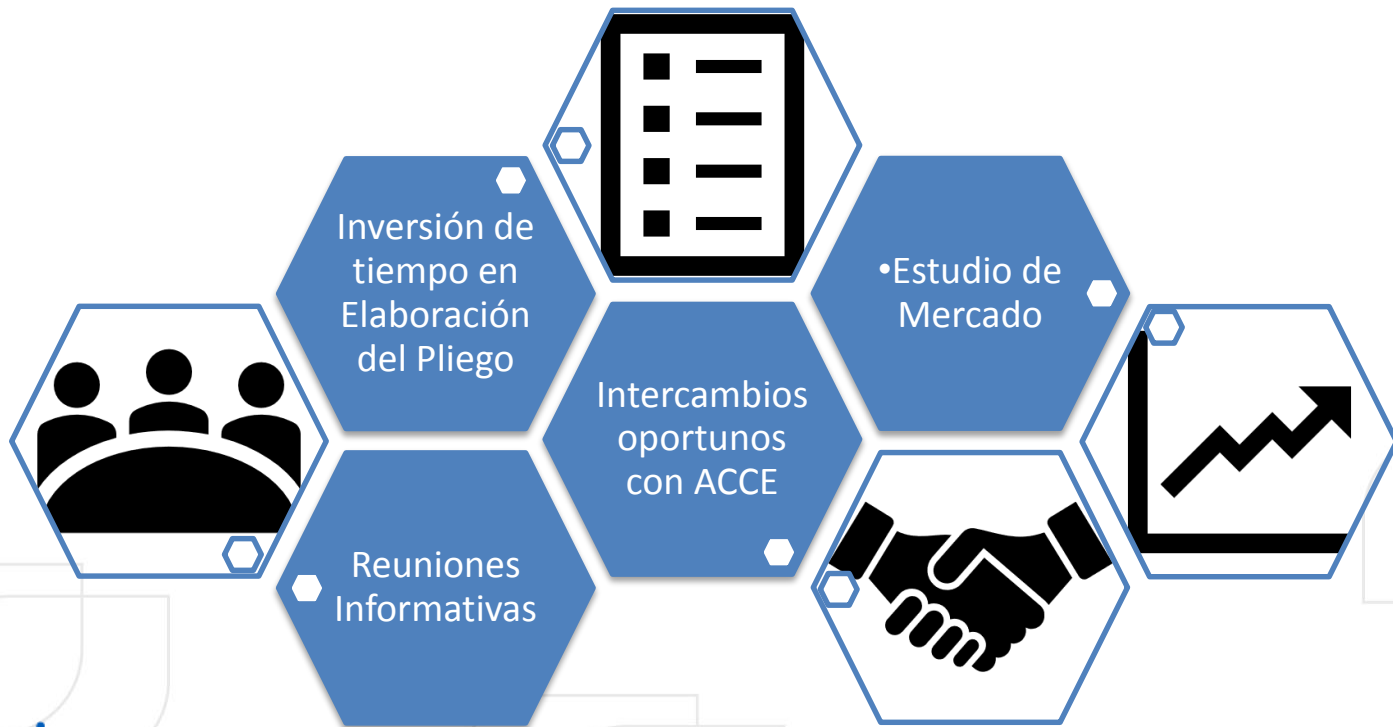 Inversión de
tiempo en
Elaboración
del Pliego
•Estudio de
Mercado
Intercambios
oportunos
con ACCE
Reuniones
Informativas